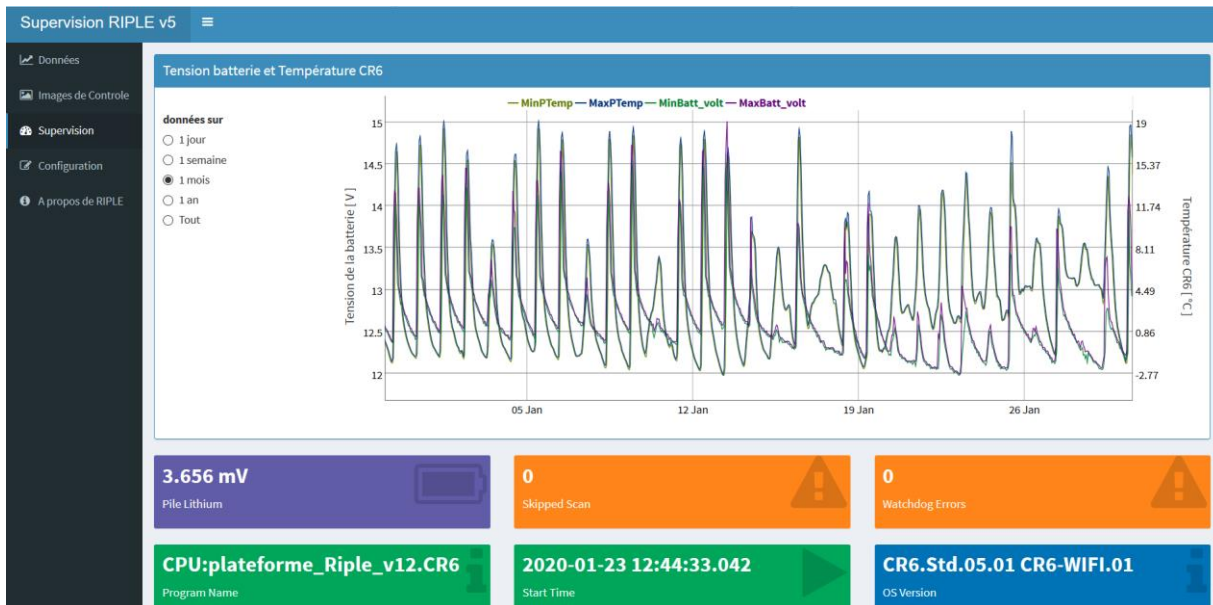 Supervision RIPLE v5
Données
Images de Controle
Supervision
Configuration
A propos de RIPLE
Tension batterie et Température CR6
données sur
1 jour
1 semaine
1 mois
1 an
Tout
MinPTemp — MaxPTemp — MinBatt_volt — MaxBatt_volt
Tension de la batterie [ V ]
15
14.5
14
13.5
13
12.5
12
19
15.37
11.74
8.11
4.49
0.86
-2.77
Température CR6 [ °C ]
05 Jan
12 Jan
19 Jan
26 Jan
3.656 mV
Pile Lithium
0
Skipped Scan
0
Watchdog Errors
CPU:plateforme_Riple_v12.CR6
Program Name
2020-01-23 12:44:33.042
Start Time
CR6.Std.05.01 CR6-WIFI.01
OS Version